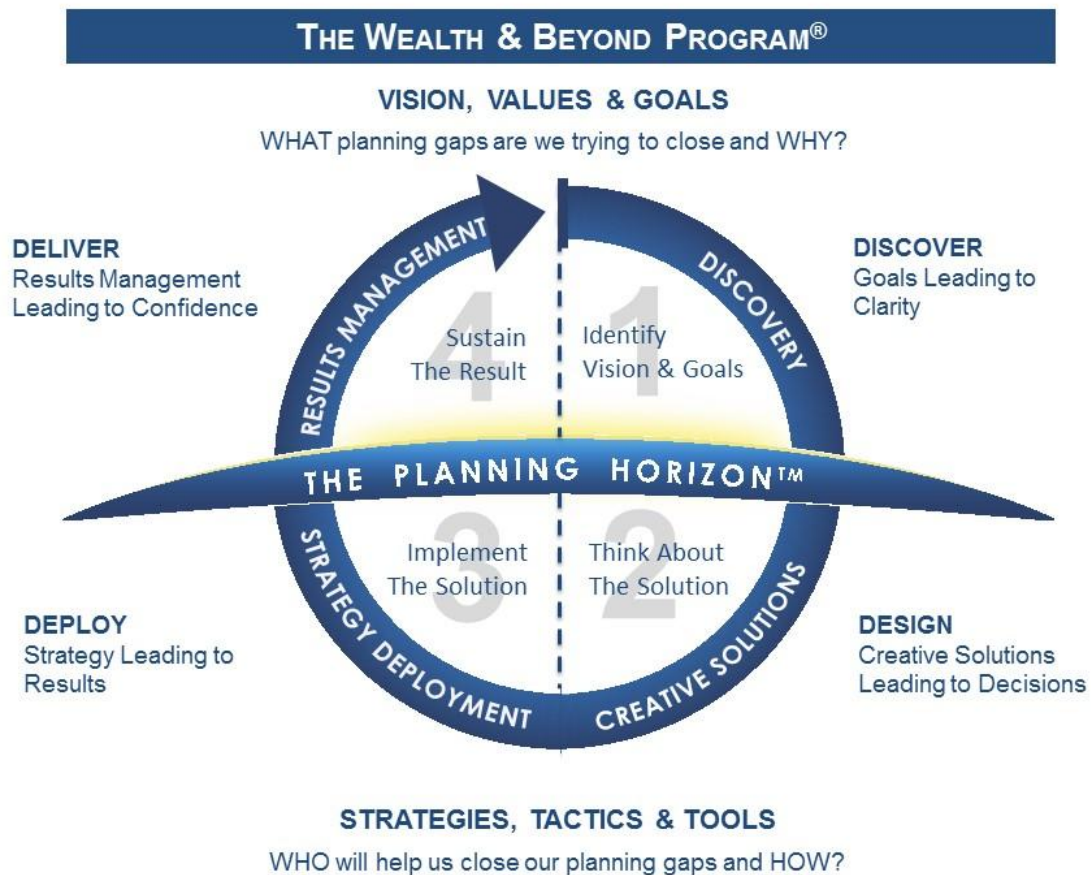 THE WEALTH & BEYOND PROGRAM®
VISION, VALUES & GOALS
WHAT planning gaps are we trying to close and WHY?
DELIVER
Results Management
Leading to Confidence
DISCOVER
Goals Leading to
Clarity
RESULTS MANAGEMENT
DISCOVERY
4
Sustain
The Result
1
Identify
Vision & Goals
THE PLANNING HORIZON™
3
Implement
The Solution
2
Think About
The Solution
STRATEGY DEPLOYMENT
CREATIVE SOLUTIONS
DEPLOY
Strategy Leading to
Results
DESIGN
Creative Solutions
Leading to Decisions
STRATEGIES, TACTICS & TOOLS
WHO will help us close our planning gaps and HOW?